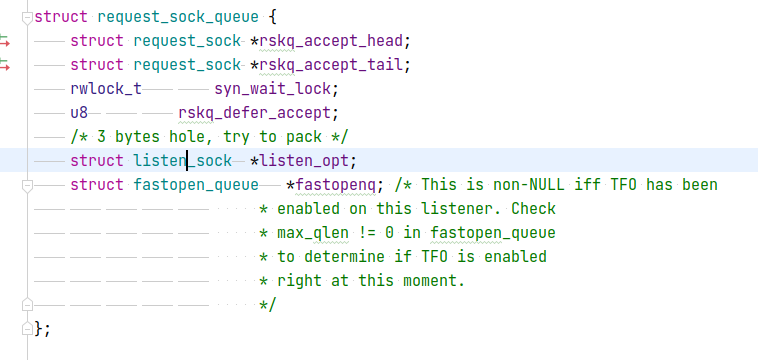 struct request_sock_queue {
struct request_sock *rskq_accept_head;
struct request_sock *rskq_accept_tail;
rwlock_t syn_wait_lock;
u8 rskq_defer_accept;
/* 3 bytes hole, try to pack */
struct listen_sock *listen_opt;
struct fastopen_queue *fastopenq; /* This is non-NULL iff TFO has been
* enabled on this listener. Check
* max_qlen != 0 in fastopen_queue
* to determine if TFO is enabled
* right at this moment.
*/
};